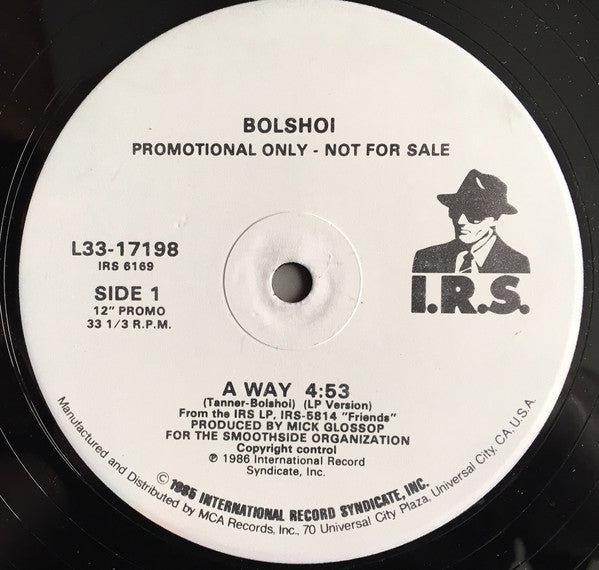 BOLSHOI
PROMOTIONAL ONLY - NOT FOR SALE
L33-17198
IRS 6169
SIDE 1
12" PROMO
33 1/3 R.P.M.
I.R.S.
A WAY 4:53
(Tanner-Bolshoi) (LP Version)
From the IRS LP, IRS-5814 "Friends"
PRODUCED BY MICK GLOSSOP
FOR THE SMOOTHSIDE ORGANIZATION
Copyright control
℗ 1986 International Record
Syndicate, Inc.
© 1985 INTERNATIONAL RECORD SYNDICATE, INC.
Manufactured and Distributed by MCA Records, Inc., 70 Universal City Plaza, Universal City, CA, U.S.A.